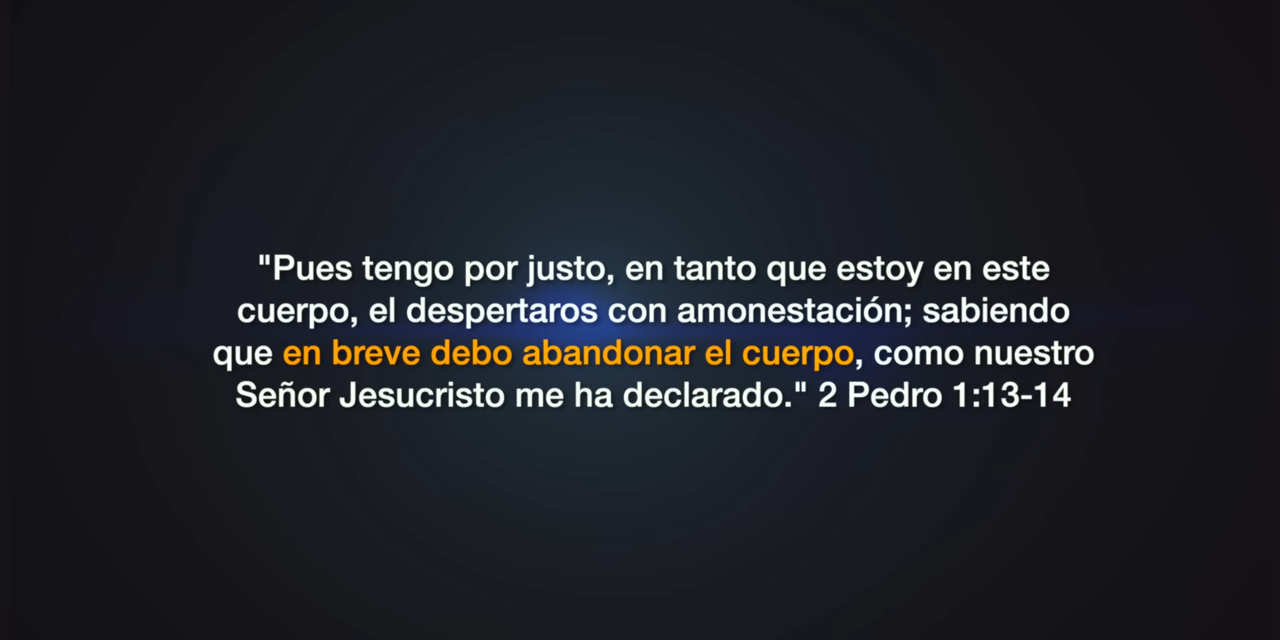 "Pues tengo por justo, en tanto que estoy en este
cuerpo, el despertaros con amonestación; sabiendo
que en breve debo abandonar el cuerpo, como nuestro
Señor Jesucristo me ha declarado." 2 Pedro 1:13-14